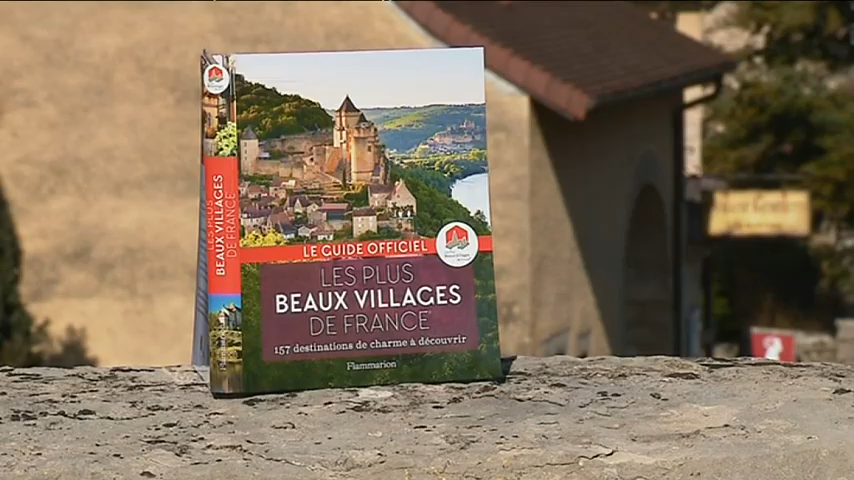 LES PLUS
BEAUX VILLAGES
DE FRANCE
LE GUIDE OFFICIEL
LES PLUS
BEAUX VILLAGES
DE FRANCE
157 destinations de charme à découvrir
Flammarion